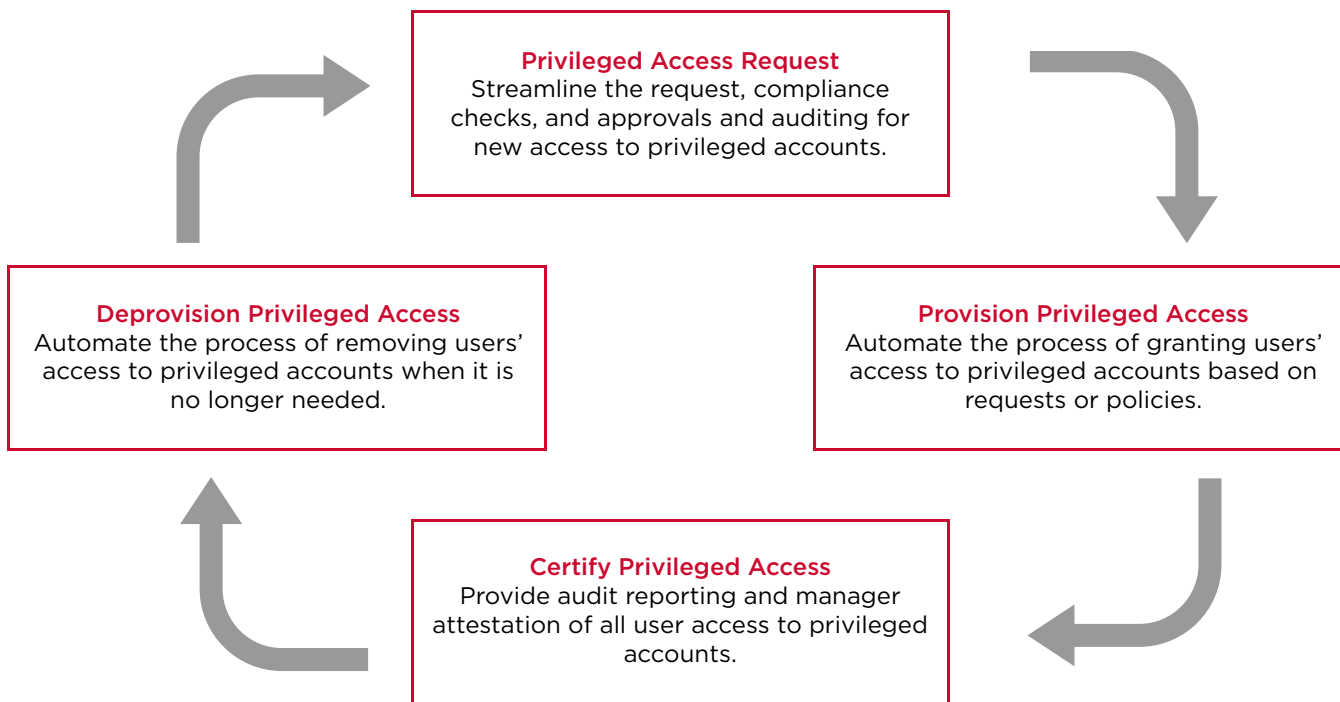 Privileged Access Request
Streamline the request, compliance
checks, and approvals and auditing for
new access to privileged accounts.
Deprovision Privileged Access
Automate the process of removing users’
access to privileged accounts when it is
no longer needed.
Provision Privileged Access
Automate the process of granting users’
access to privileged accounts based on
requests or policies.
Certify Privileged Access
Provide audit reporting and manager
attestation of all user access to privileged
accounts.